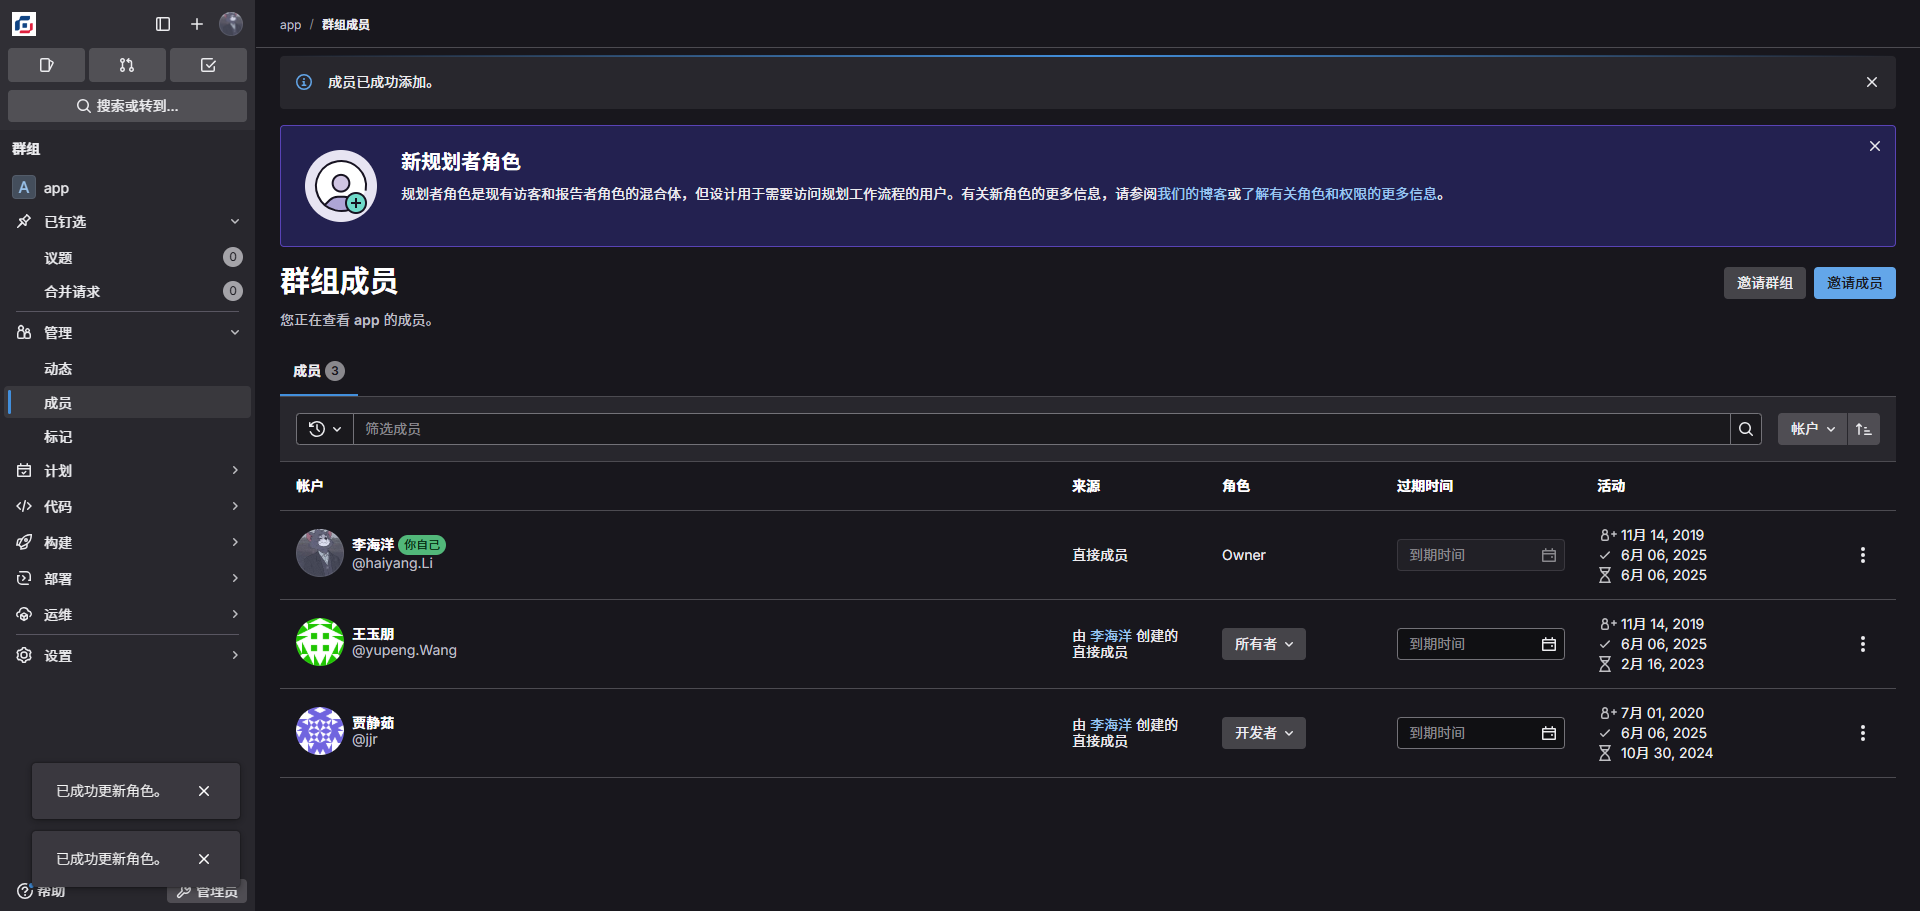 app / 群组成员
搜索或转到...
群组
A app
已钉选
议题 0
合并请求 0
管理
动态
成员
标记
计划
代码
构建
部署
运维
设置
已成功更新角色。
已成功更新角色。
帮助
管理员
成员已成功添加。
新规划者角色
规划者角色是现有访客和报告者角色的混合体，但设计用于需要访问规划工作流程的用户。有关新角色的更多信息，请参阅我们的博客或了解有关角色和权限的更多信息。
群组成员
邀请群组 邀请成员
您正在查看 app 的成员。
成员 3
筛选成员
帐户
帐户 来源 角色 过期时间 活动
李海洋 你自己
@haiyang.Li
直接成员
Owner
到期时间
11月 14, 2019
6月 06, 2025
6月 06, 2025
王玉朋
@yupeng.Wang
由 李海洋 创建的
直接成员
所有者
到期时间
11月 14, 2019
6月 06, 2025
2月 16, 2023
贾静茹
@jjr
由 李海洋 创建的
直接成员
开发者
到期时间
7月 01, 2020
6月 06, 2025
10月 30, 2024